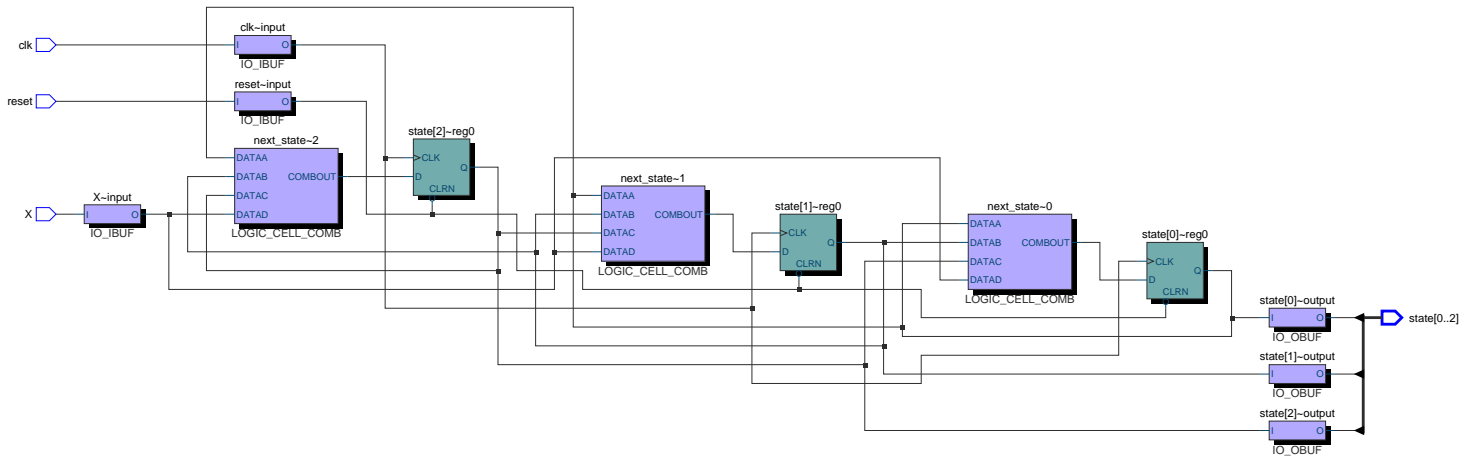 clk
clk~input
I O
IO_IBUF
reset
reset~input
I O
IO_IBUF
X
X~input
I O
IO_IBUF
next_state~2
DATAA
DATAB COMBOUT
DATAC
DATAD
LOGIC_CELL_COMB
state[2]~reg0
>CLK
Q
D
CLRN
next_state~1
DATAA
DATAB COMBOUT
DATAC
DATAD
LOGIC_CELL_COMB
state[1]~reg0
>CLK
Q
D
CLRN
next_state~0
DATAA
DATAB COMBOUT
DATAC
DATAD
LOGIC_CELL_COMB
state[0]~reg0
>CLK
Q
D
CLRN
state[0]~output
I O
IO_OBUF
state[0..2]
state[1]~output
I O
IO_OBUF
state[2]~output
I O
IO_OBUF